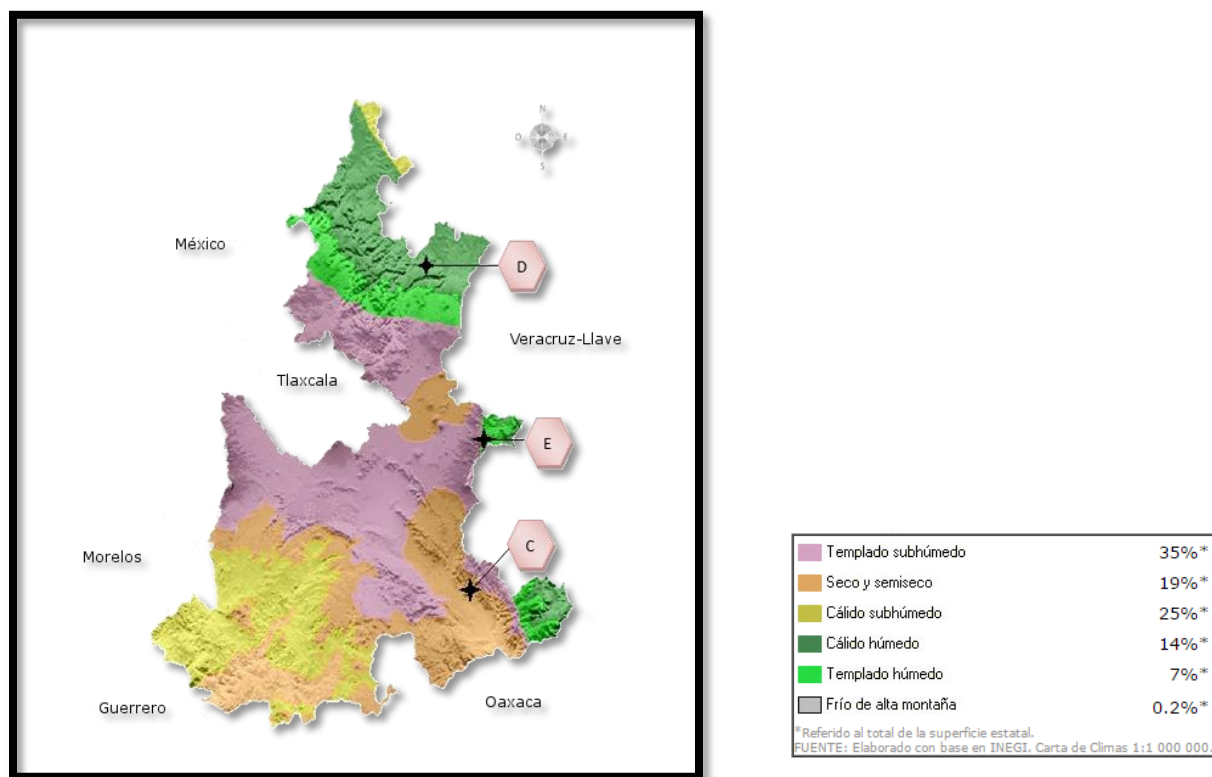 N
O E
S
México
D
Veracruz-Llave
Tlaxcala
E
C
Morelos
Guerrero
Oaxaca
Templado subhúmedo 35%*
Seco y semiseco 19%*
Cálido subhúmedo 25%*
Cálido húmedo 14%*
Templado húmedo 7%*
Frío de alta montaña 0.2%*
*Referido al total de la superficie estatal.
FUENTE: Elaborado con base en INEGI. Carta de Climas 1:1 000 000.